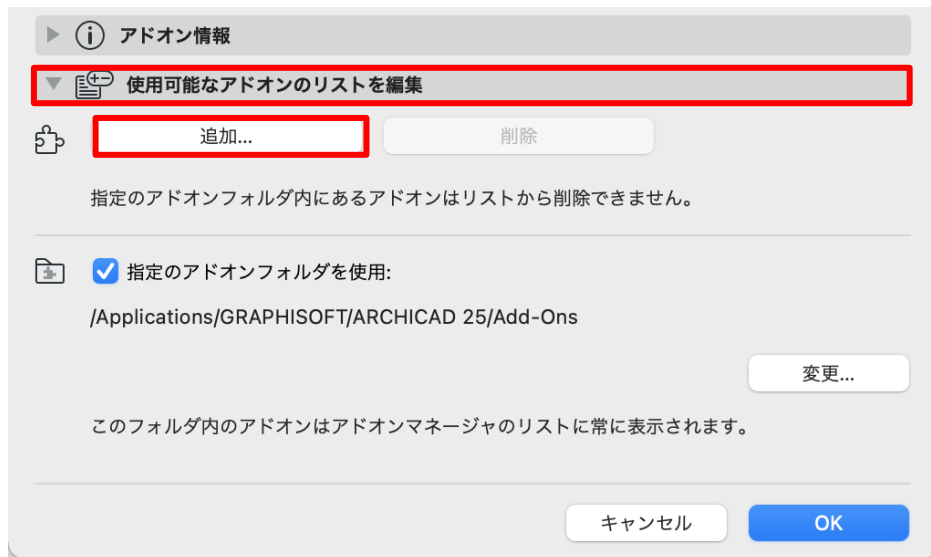 アドオン情報
使用可能なアドオンのリストを編集
追加... 削除
指定のアドオンフォルダ内にあるアドオンはリストから削除できません。
指定のアドオンフォルダを使用:
/Applications/GRAPHISOFT/ARCHICAD 25/Add-Ons
変更...
このフォルダ内のアドオンはアドオンマネージャのリストに常に表示されます。
キャンセル OK